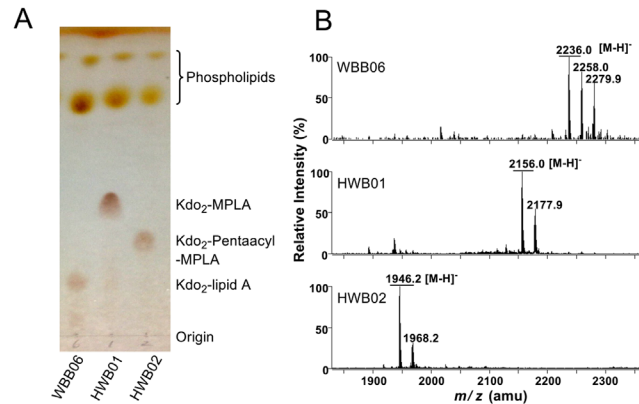 A
Phospholipids
Kdo₂-MPLA
Kdo₂-Pentaacyl
-MPLA
Kdo₂-lipid A
Origin
WBB06
HWB01
HWB02
B
Relative Intensity (%)
WBB06
100
50
0
2236.0 [M-H]⁻
2258.0
2279.9
HWB01
100
50
0
2156.0 [M-H]⁻
2177.9
HWB02
100
50
0
1946.2 [M-H]⁻
1968.2
1900 2000 2100 2200 2300
m/z (amu)